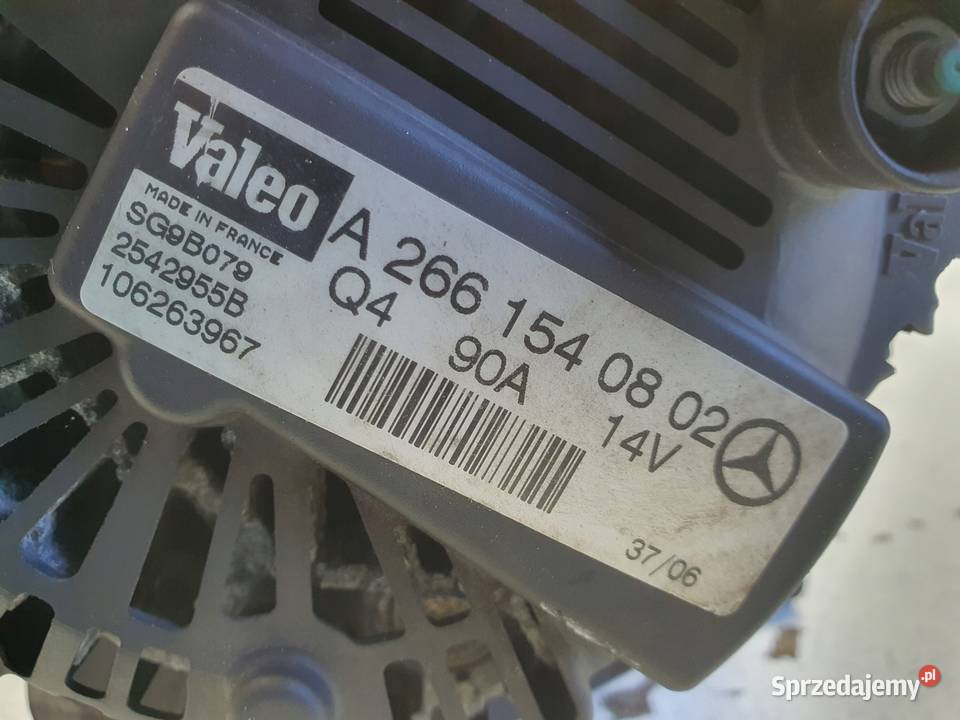 Valeo
MADE IN FRANCE
SG9B079
2542955B
106263967
A 266 154 08 02
Q4 90A 14V
37/06
Sprzedajemy.pl